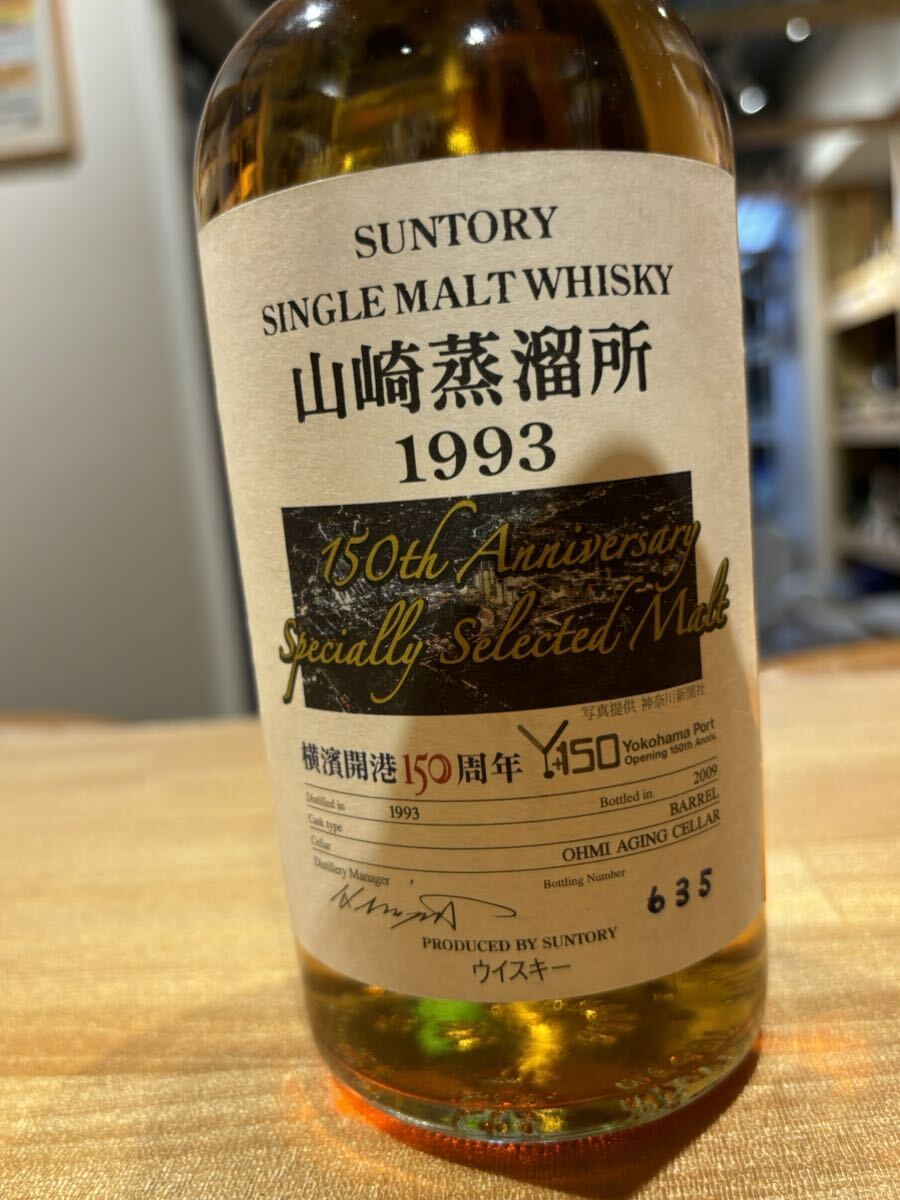 SUNTORY
SINGLE MALT WHISKY
山崎蒸溜所
1993
150th Anniversary
Specially Selected Malt
写真提供 神奈川新聞社
横濱開港150周年 Y+150 Yokohama Port
Opening 150th Anniv.
Distilled in 1993 Bottled in 2009
Cask type BARREL
Cellar OHMI AGING CELLAR
Distillery Manager Bottling Number 635
PRODUCED BY SUNTORY
ウイスキー